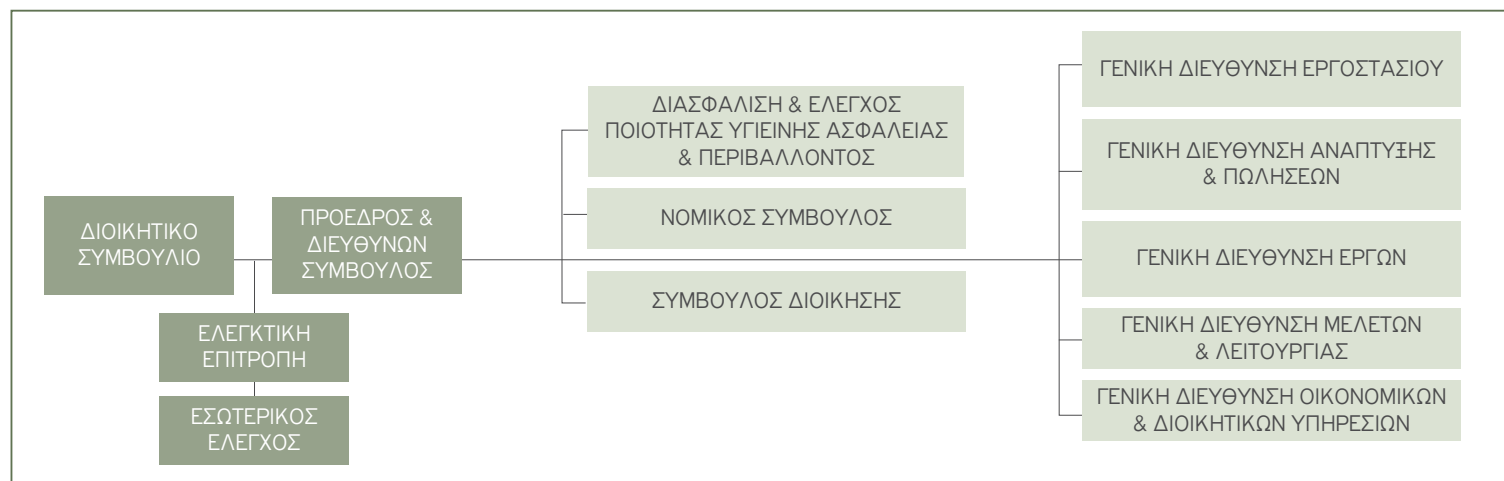 ΔΙΟΙΚΗΤΙΚΟ
ΣΥΜΒΟΥΛΙΟ
ΠΡΟΕΔΡΟΣ &
ΔΙΕΥΘΥΝΩΝ
ΣΥΜΒΟΥΛΟΣ
ΕΛΕΓΚΤΙΚΗ
ΕΠΙΤΡΟΠΗ
ΕΣΩΤΕΡΙΚΟΣ
ΕΛΕΓΧΟΣ
ΔΙΑΣΦΑΛΙΣΗ & ΕΛΕΓΧΟΣ
ΠΟΙΟΤΗΤΑΣ ΥΓΙΕΙΝΗΣ ΑΣΦΑΛΕΙΑΣ
& ΠΕΡΙΒΑΛΛΟΝΤΟΣ
ΝΟΜΙΚΟΣ ΣΥΜΒΟΥΛΟΣ
ΣΥΜΒΟΥΛΟΣ ΔΙΟΙΚΗΣΗΣ
ΓΕΝΙΚΗ ΔΙΕΥΘΥΝΣΗ ΕΡΓΟΣΤΑΣΙΟΥ
ΓΕΝΙΚΗ ΔΙΕΥΘΥΝΣΗ ΑΝΑΠΤΥΞΗΣ
& ΠΩΛΗΣΕΩΝ
ΓΕΝΙΚΗ ΔΙΕΥΘΥΝΣΗ ΕΡΓΩΝ
ΓΕΝΙΚΗ ΔΙΕΥΘΥΝΣΗ ΜΕΛΕΤΩΝ
& ΛΕΙΤΟΥΡΓΙΑΣ
ΓΕΝΙΚΗ ΔΙΕΥΘΥΝΣΗ ΟΙΚΟΝΟΜΙΚΩΝ
& ΔΙΟΙΚΗΤΙΚΩΝ ΥΠΗΡΕΣΙΩΝ